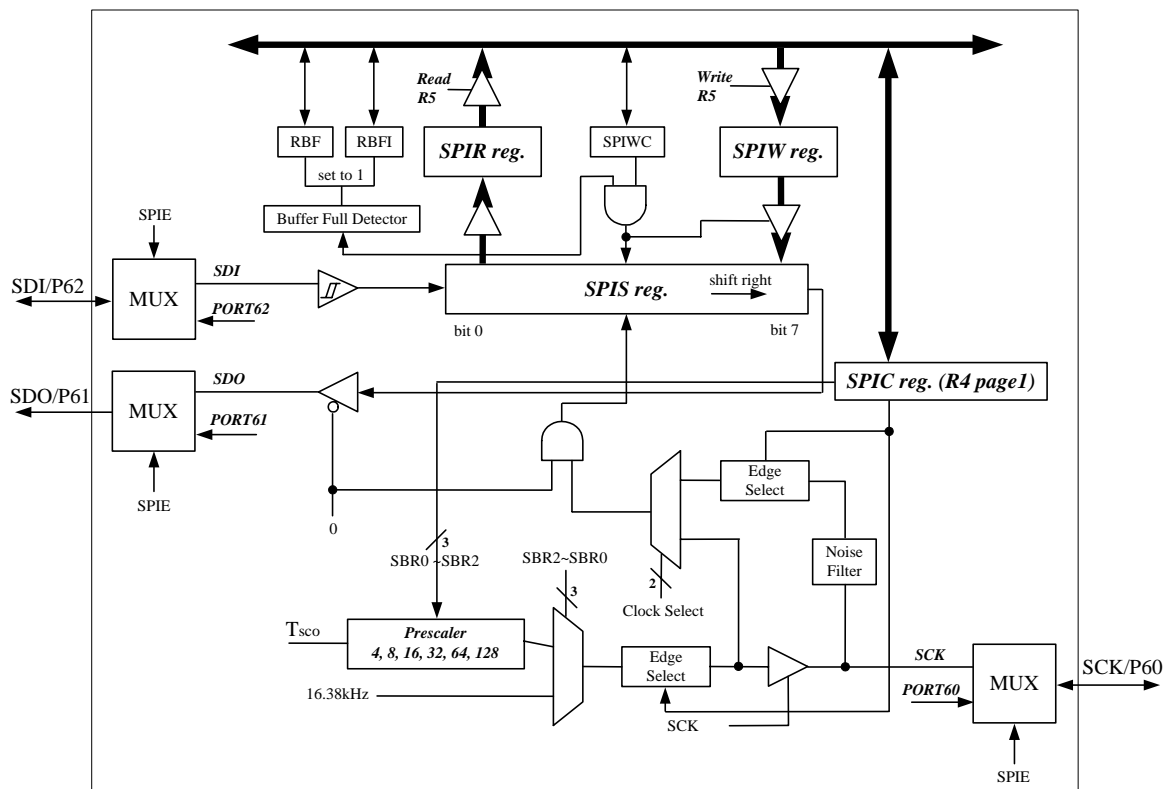 Read
R5
Write
R5
RBF
RBFI
SPIR reg.
SPIWC
SPIW reg.
set to 1
Buffer Full Detector
SPIE
SDI/P62
MUX
SDI
PORT62
SPIS reg.
shift right
bit 0
bit 7
SDO/P61
MUX
SDO
PORT61
SPIE
SPIC reg. (R4 page1)
Edge
Select
0
3
SBR0 ~SBR2
SBR2~SBR0
3
2
Clock Select
Noise
Filter
Tsco
Prescaler
4, 8, 16, 32, 64, 128
16.38kHz
Edge
Select
SCK
SCK
PORT60
MUX
SCK/P60
SPIE